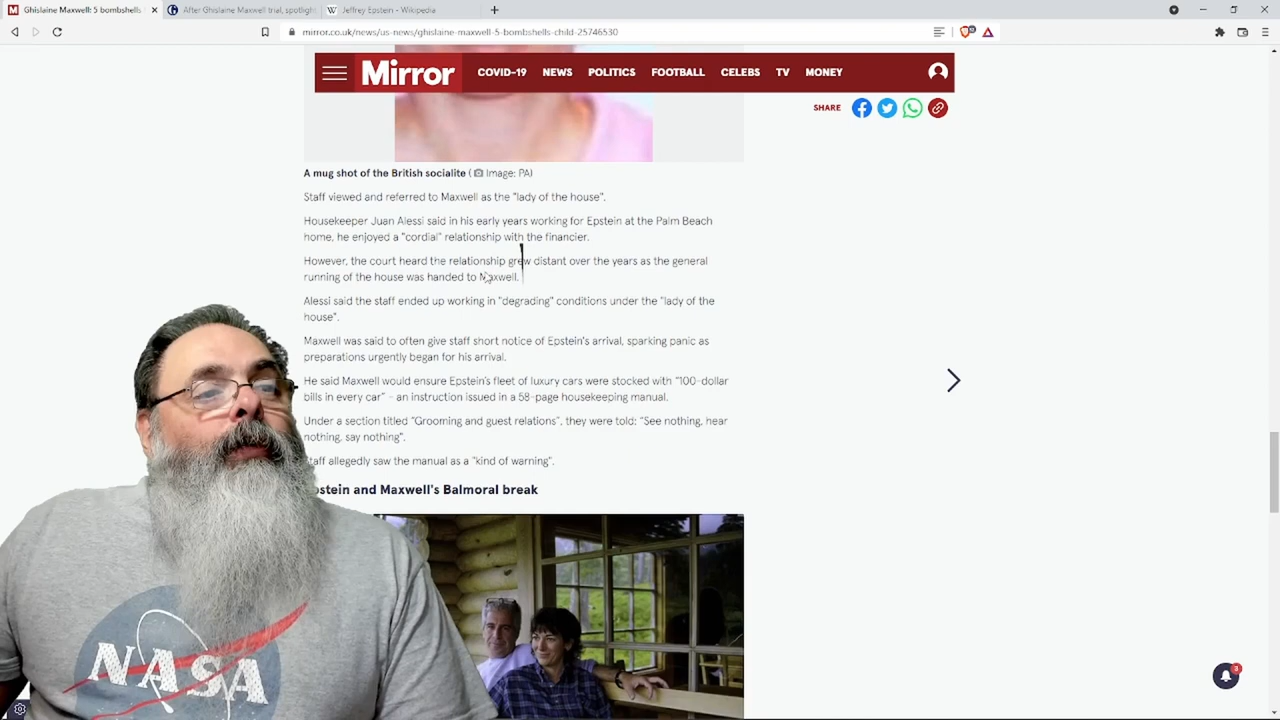 Ghislaine Maxwell: 5 bombshells
After Ghislaine Maxwell trial, spotlight
Jeffrey Epstein - Wikipedia
mirror.co.uk/news/us-news/ghislaine-maxwell-5-bombshells-child-25746530
Mirror
COVID-19 NEWS POLITICS FOOTBALL CELEBS TV MONEY
SHARE
A mug shot of the British socialite ( Image: PA)
Staff viewed and referred to Maxwell as the "lady of the house".
Housekeeper Juan Alessi said in his early years working for Epstein at the Palm Beach
home, he enjoyed a "cordial" relationship with the financier.
However, the court heard the relationship grew distant over the years as the general
running of the house was handed to Maxwell.
Alessi said the staff ended up working in "degrading" conditions under the "lady of the
house".
Maxwell was said to often give staff short notice of Epstein's arrival, sparking panic as
preparations urgently began for his arrival.
He said Maxwell would ensure Epstein's fleet of luxury cars were stocked with "100-dollar
bills in every car" - an instruction issued in a 58-page housekeeping manual.
Under a section titled "Grooming and guest relations", they were told: "See nothing, hear
nothing, say nothing".
taff allegedly saw the manual as a "kind of warning".
pstein and Maxwell's Balmoral break
NASA
3